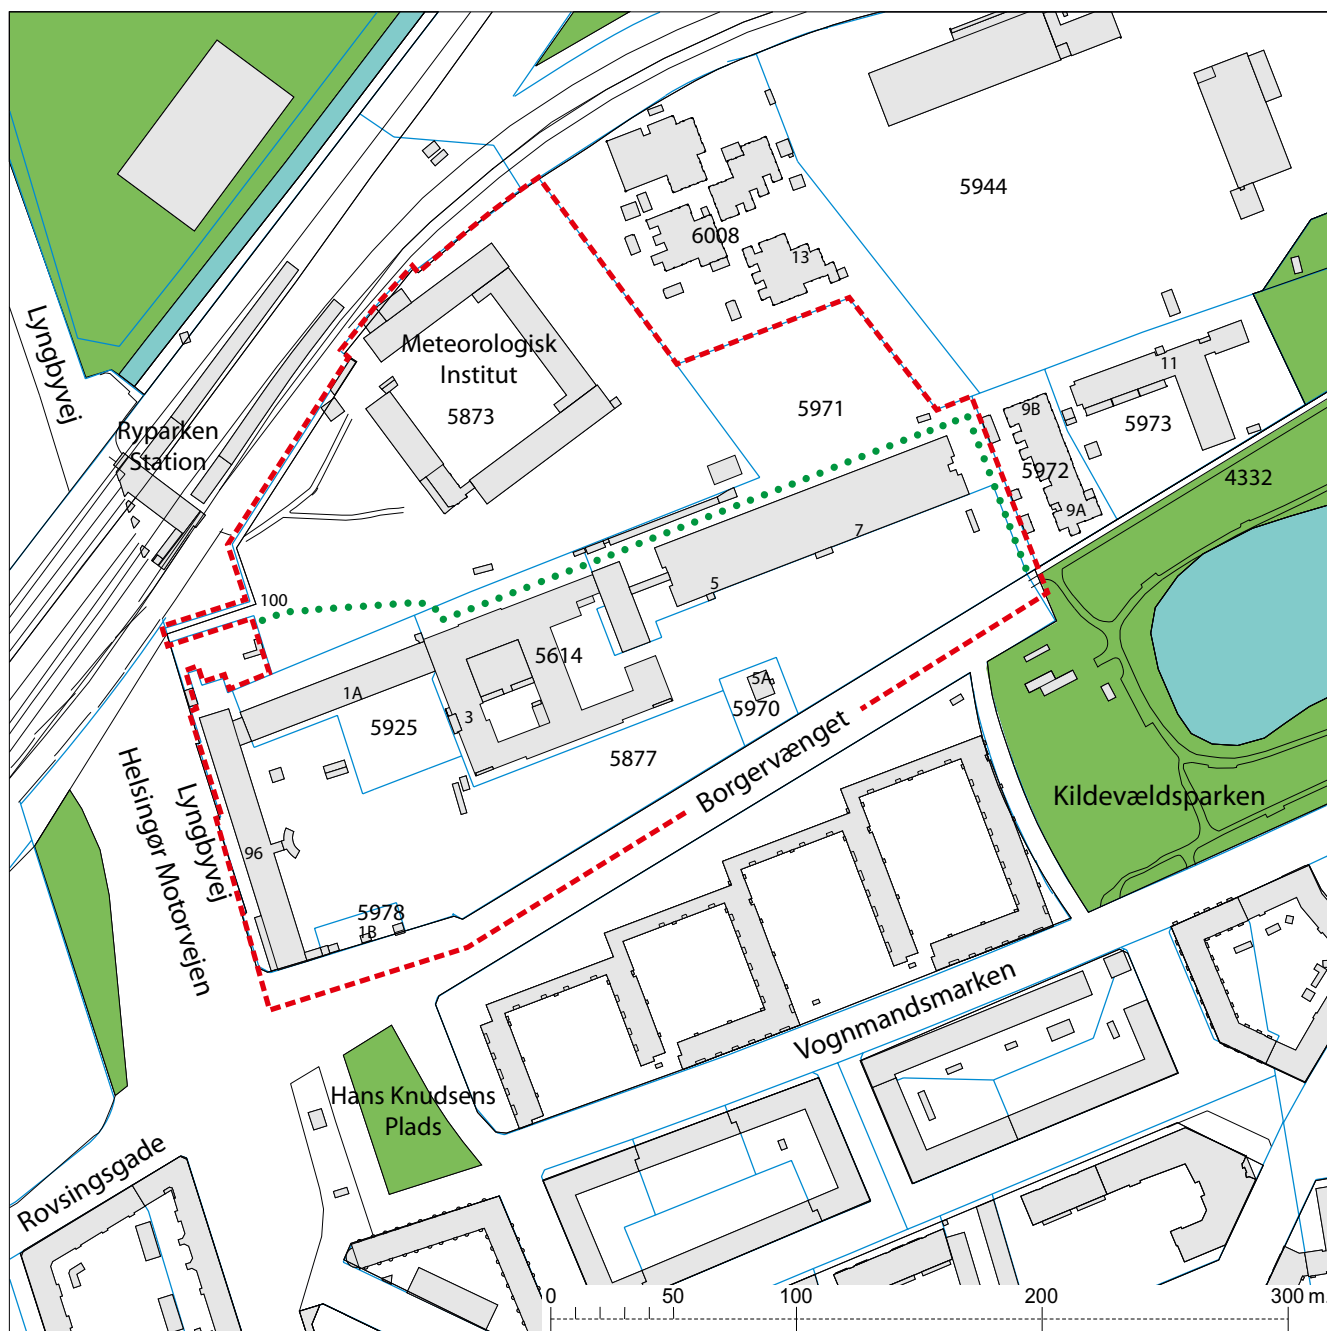 5944
6008
13
Lyngbyvej
Meteorologisk
Institut
5873
5971
11
9B
5973
Ryparken
Station
5972
4332
9A
7
5
100
5614
1A
5A
3
5970
5925
5877
Borgervænget
Kildevældsparken
Lyngbyvej
Helsingør Motorvejen
96
5978
1B
Vognmandsmarken
Hans Knudsens
Plads
Rovsingsgade
0 50 100 200 300 m.